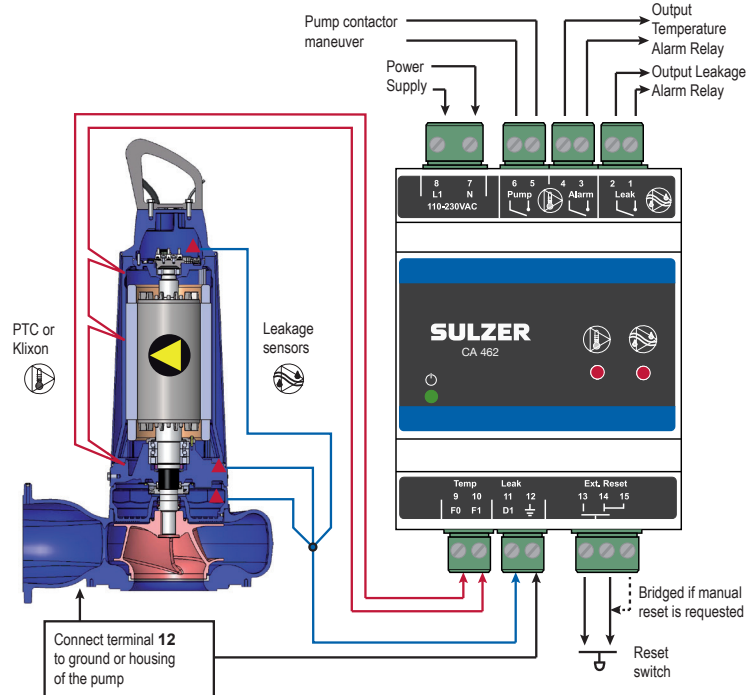 Pump contactor
maneuver
Output
Temperature
Alarm Relay
Power
Supply
Output Leakage
Alarm Relay
8 7 6 5 4 3 2 1
L1 N Pump Alarm Leak
110-230VAC
PTC or
Klixon
Leakage
sensors
SULZER
CA 462
Temp Leak Ext. Reset
9 10 11 12 13 14 15
F0 F1 D1
Bridged if manual
reset is requested
Connect terminal 12
to ground or housing
of the pump
Reset
switch